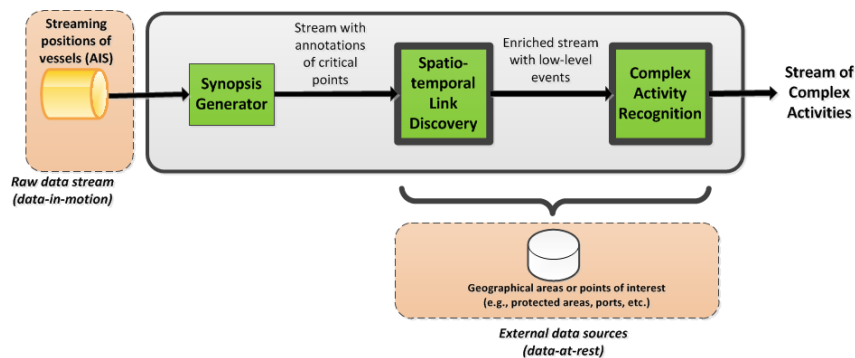 Streaming
positions of
vessels (AIS)
Raw data stream
(data-in-motion)
Synopsis
Generator
Stream with
annotations
of critical
points
Spatio-
temporal
Link
Discovery
Enriched stream
with low-level
events
Complex
Activity
Recognition
Stream of
Complex
Activities
Geographical areas or points of interest
(e.g., protected areas, ports, etc.)
External data sources
(data-at-rest)